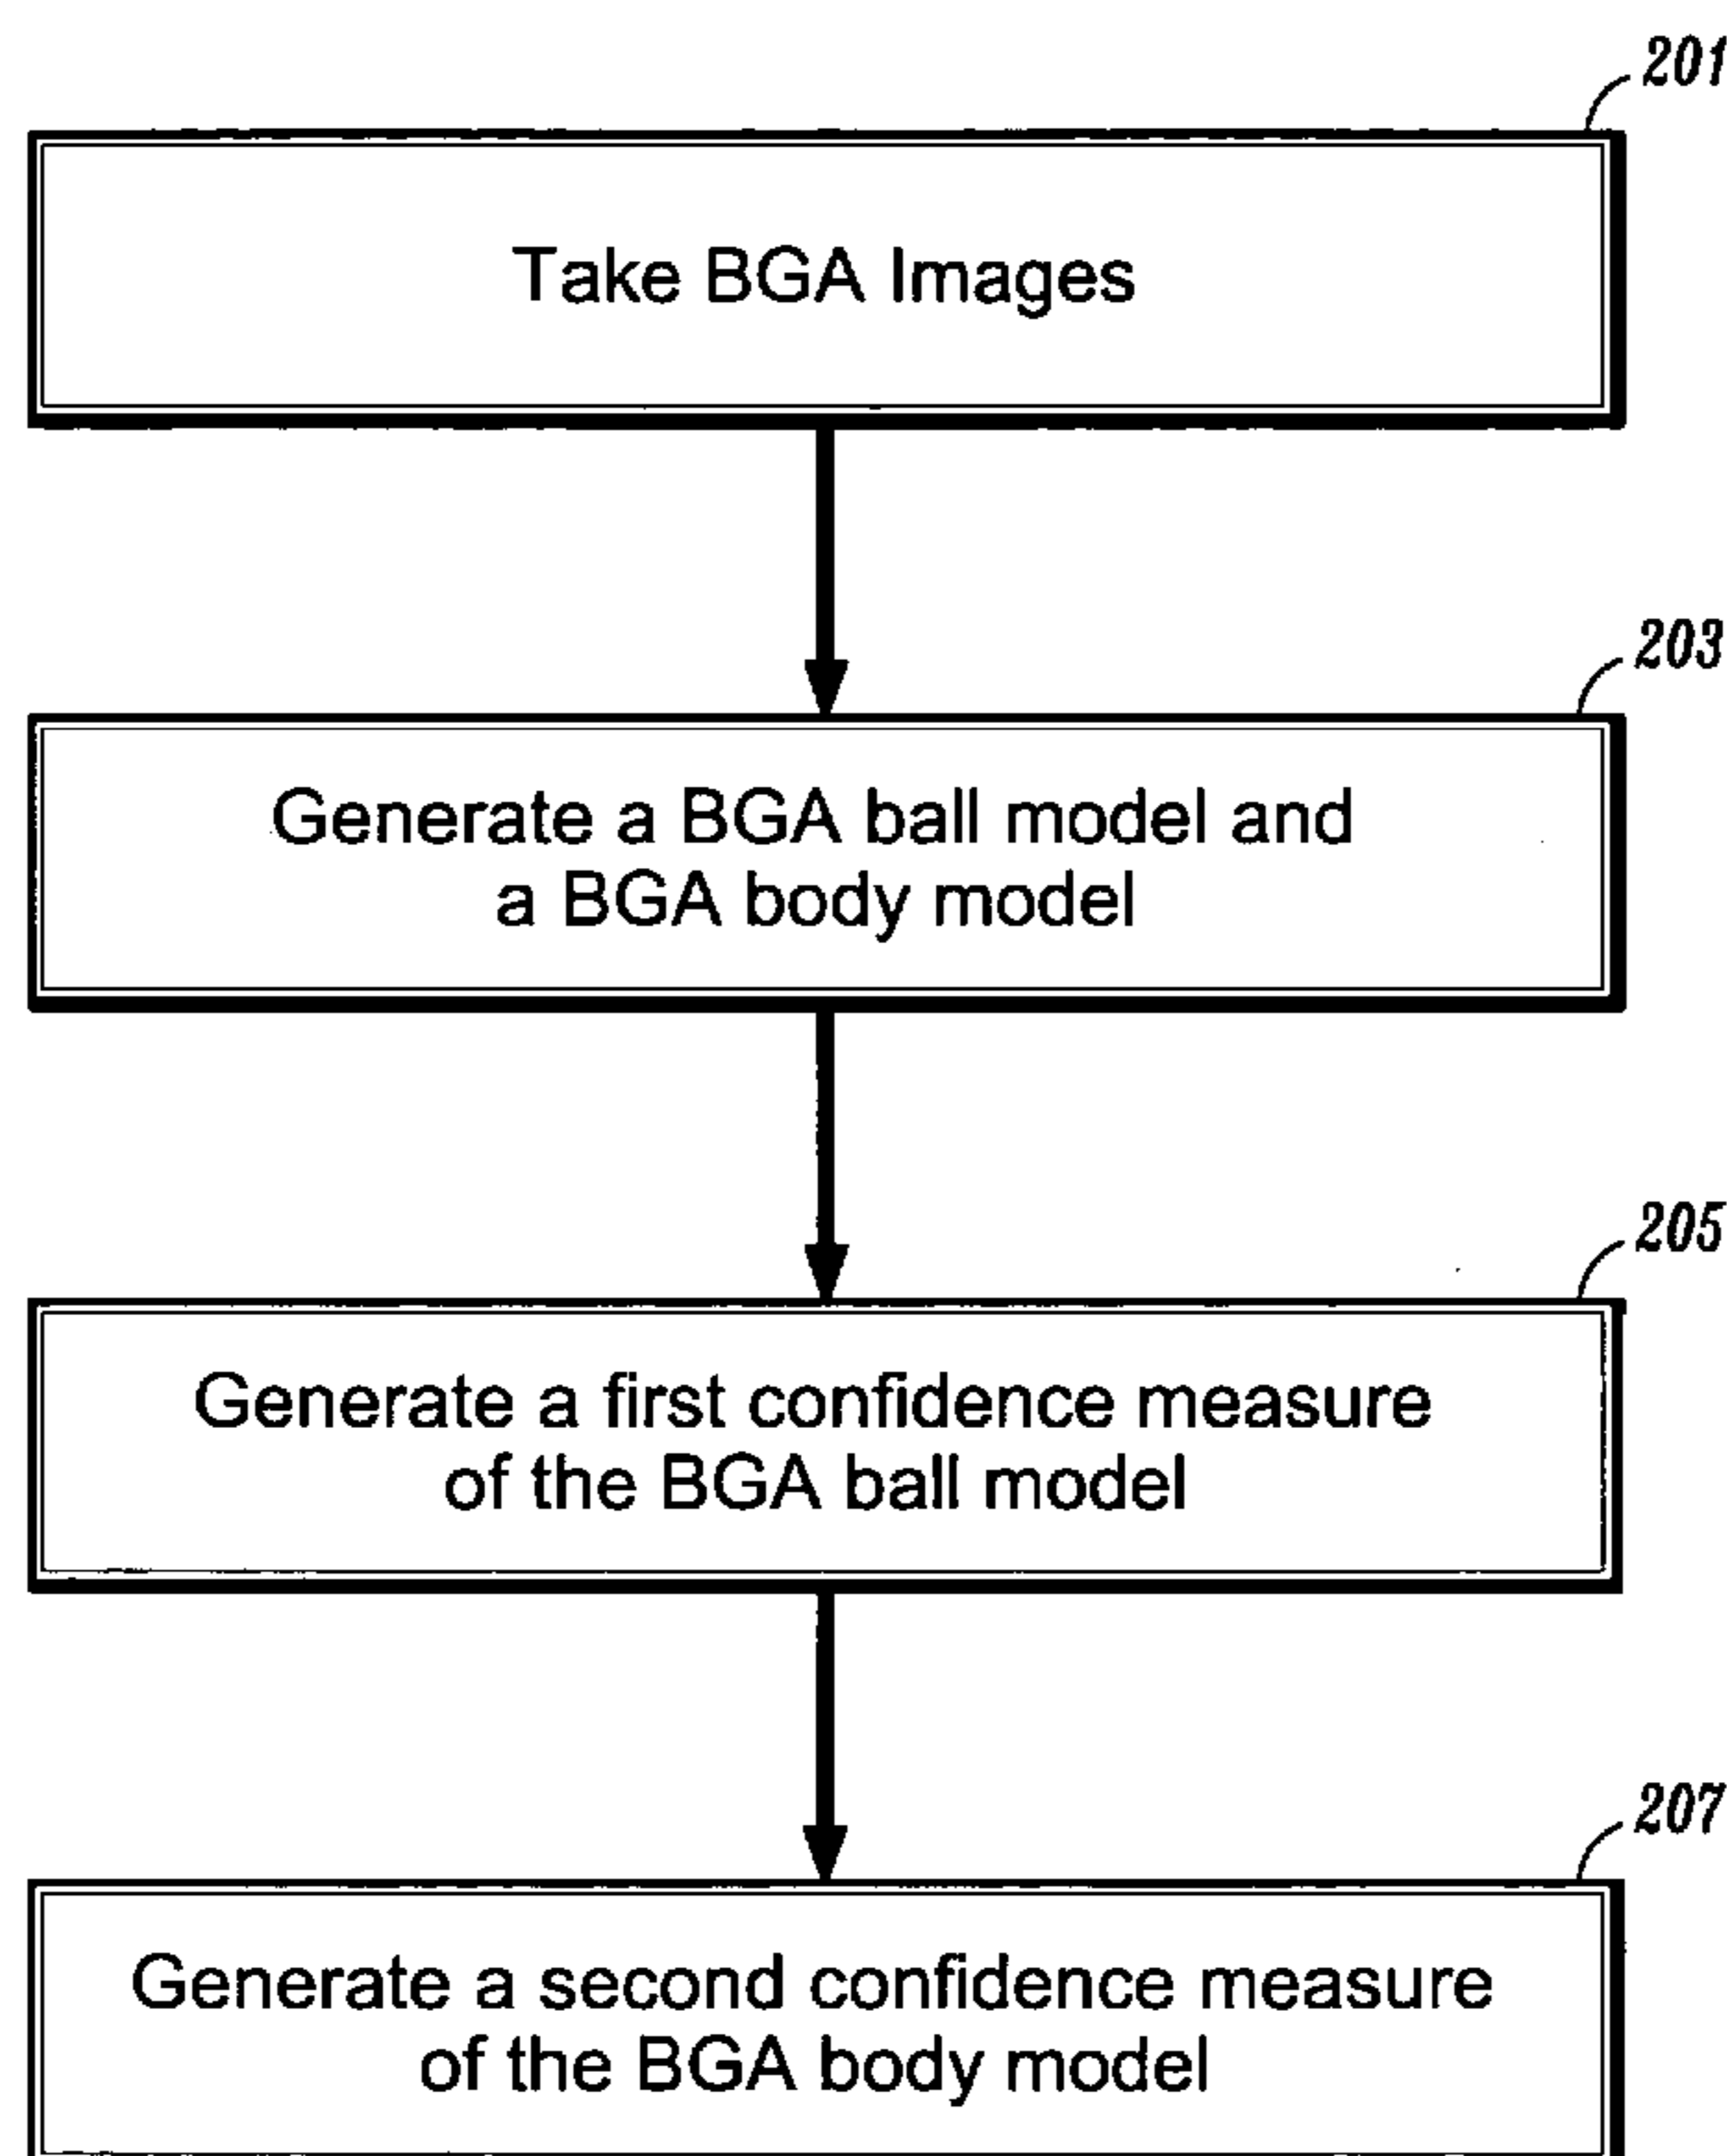 201
Take BGA Images
203
Generate a BGA ball model and
a BGA body model
205
Generate a first confidence measure
of the BGA ball model
207
Generate a second confidence measure
of the BGA body model